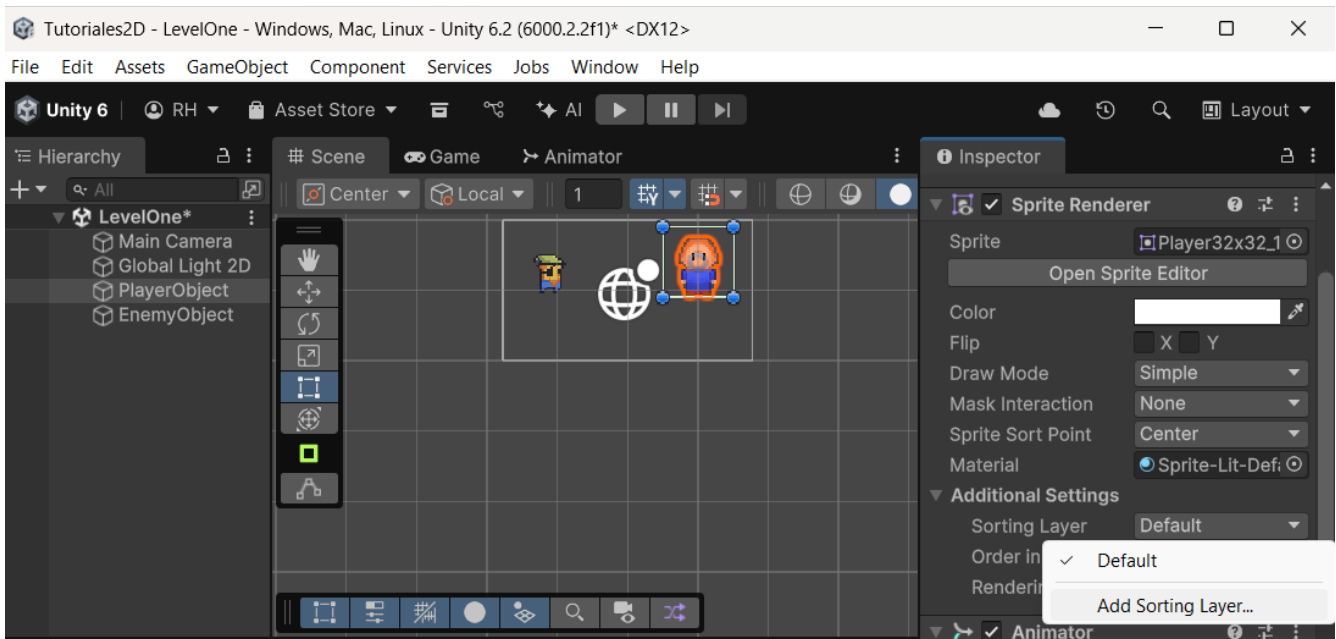 Tutoriales2D - LevelOne - Windows, Mac, Linux - Unity 6.2 (6000.2.2f1)* <DX12>
File Edit Assets GameObject Component Services Jobs Window Help
Unity 6 RH Asset Store AI Layout
Hierarchy
All
LevelOne*
Main Camera
Global Light 2D
PlayerObject
EnemyObject
Scene Game Animator
Center Local 1
Inspector
Sprite Renderer
Sprite Player32x32_1
Open Sprite Editor
Color
Flip X Y
Draw Mode Simple
Mask Interaction None
Sprite Sort Point Center
Material Sprite-Lit-Def
Additional Settings
Sorting Layer Default
Order in
Default
Renderin
Add Sorting Layer...
Animator